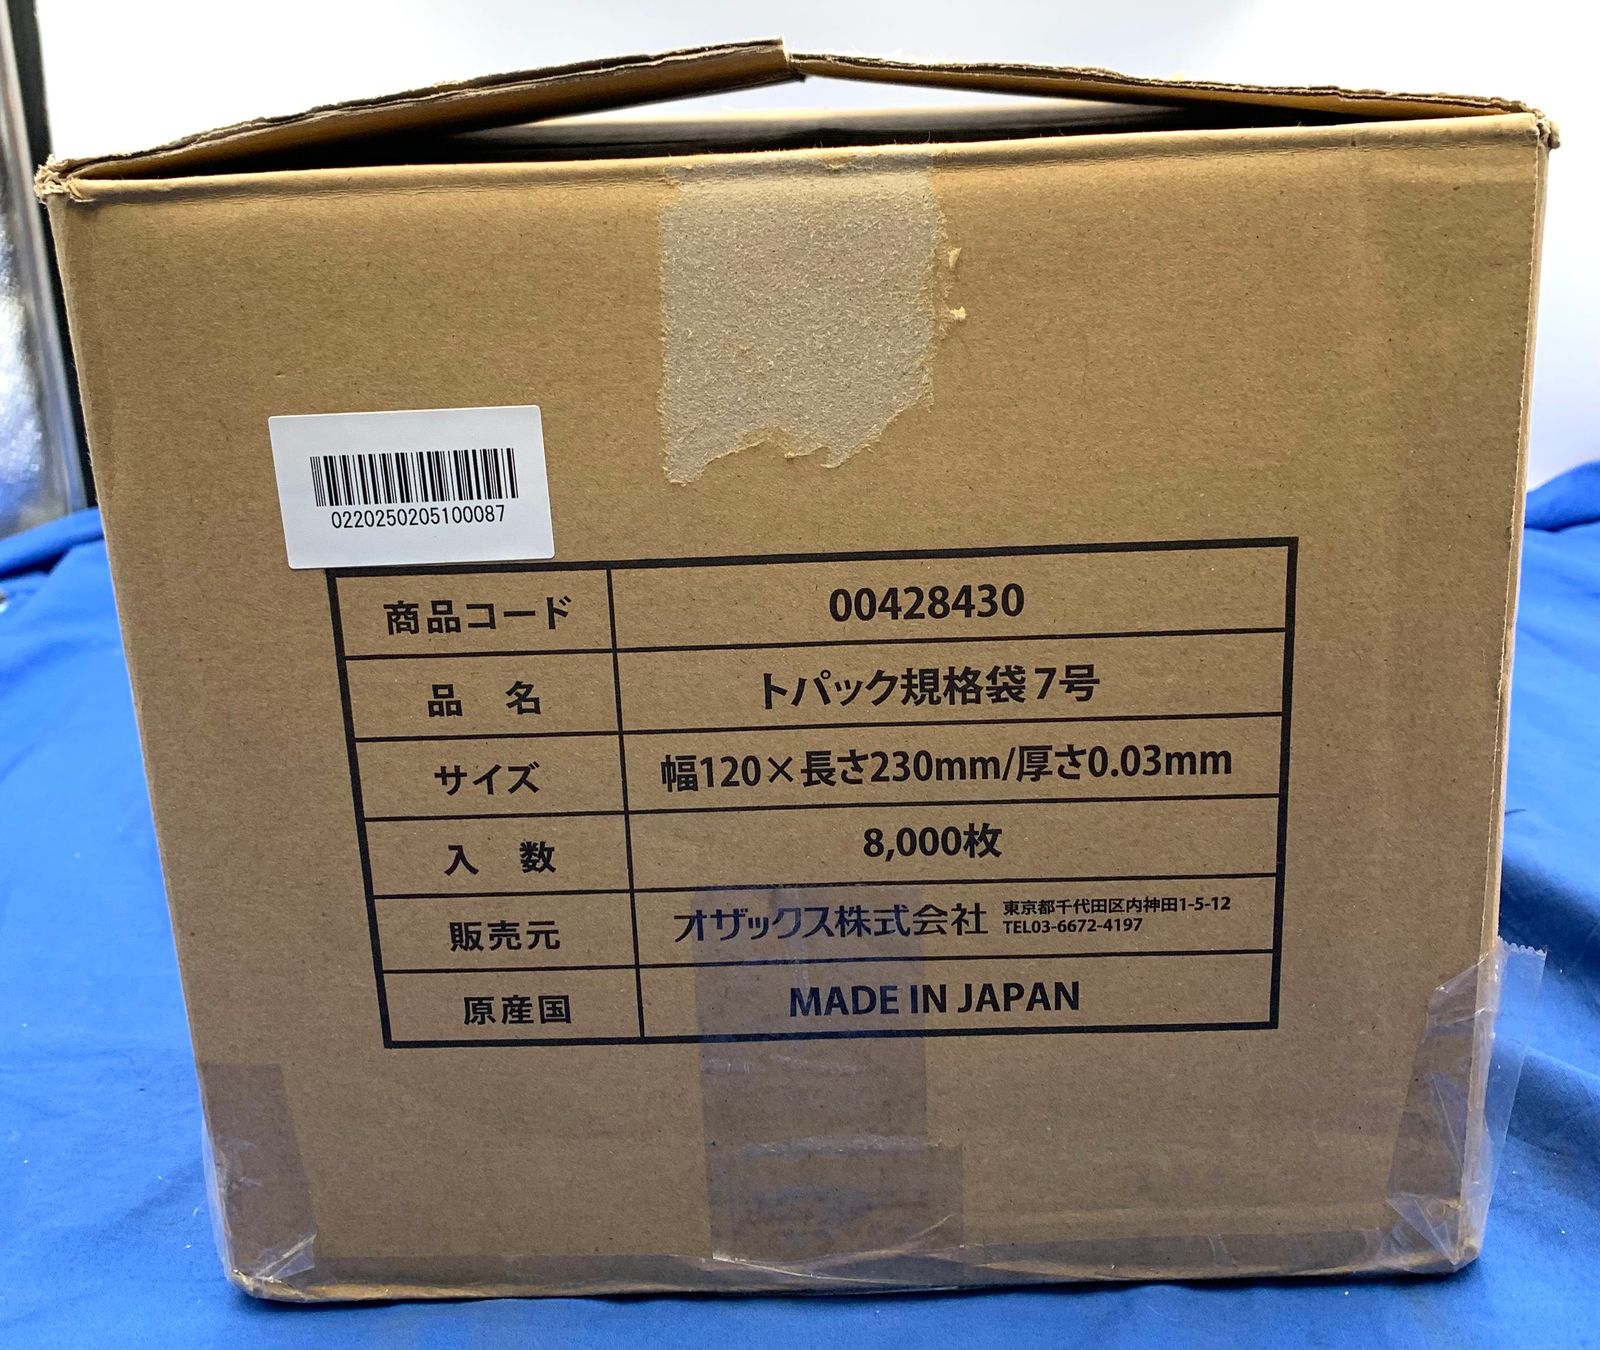 0220250205100087
商品コード 00428430
品 名 トパック規格袋7号
サイズ 幅120×長さ230mm/厚さ0.03mm
入 数 8,000枚
販売元 オザックス株式会社 東京都千代田区内神田1-5-12
TEL03-6672-4197
原産国 MADE IN JAPAN